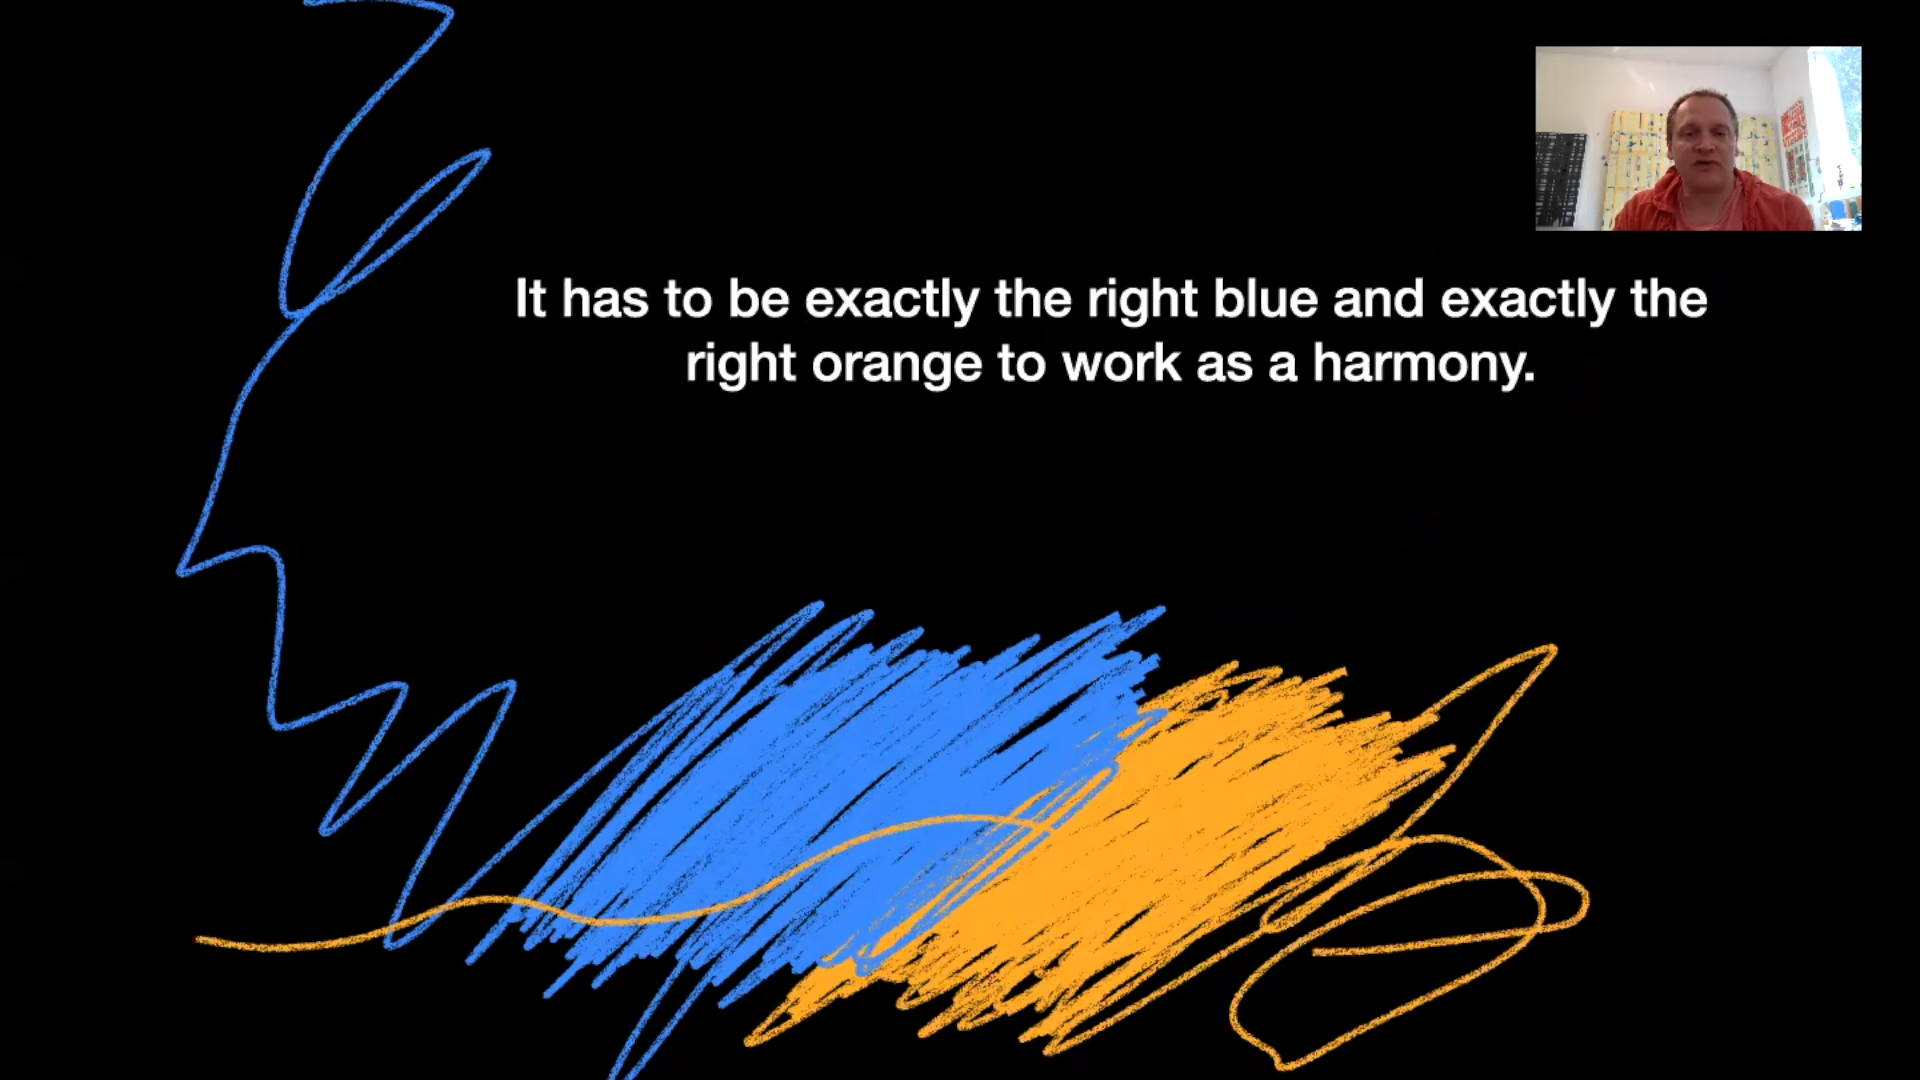 It has to be exactly the right blue and exactly the
right orange to work as a harmony.